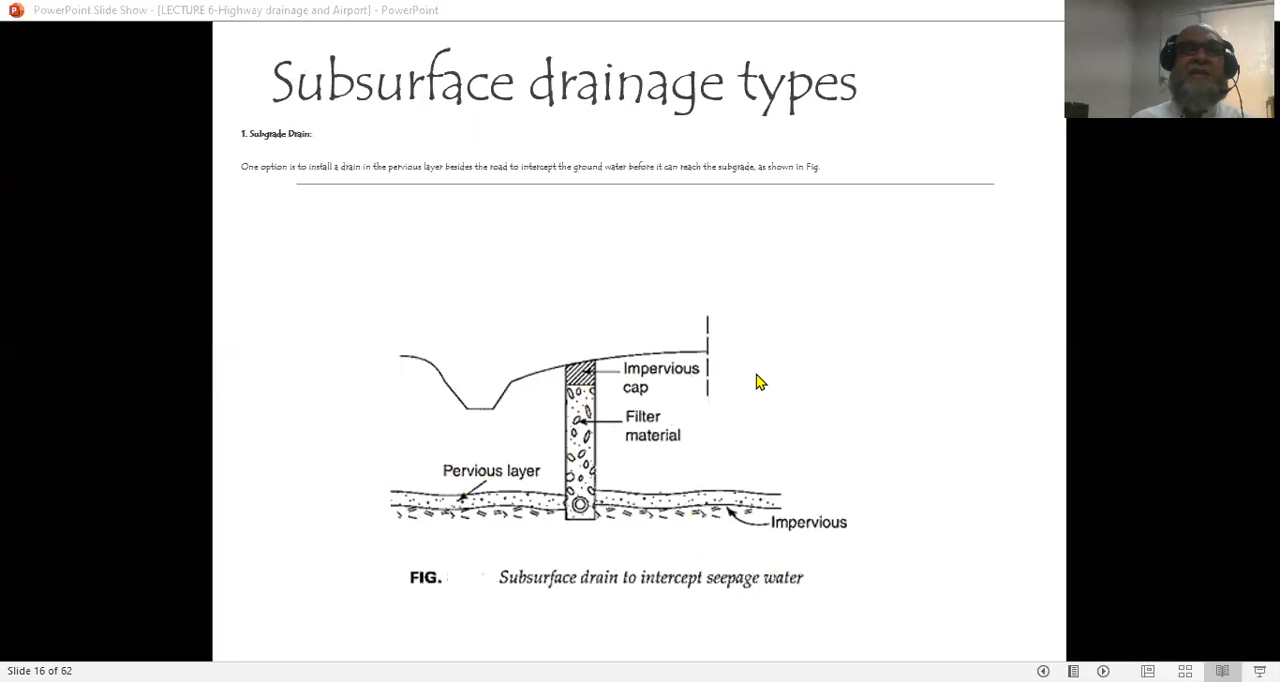 PowerPoint Slide Show - [LECTURE 6-Highway drainage and Airport] - PowerPoint
Subsurface drainage types
1. Subgrade Drain:
One option is to install a drain in the pervious layer besides the road to intercept the ground water before it can reach the subgrade, as shown in Fig.
Impervious
cap
Filter
material
Pervious layer
Impervious
FIG. Subsurface drain to intercept seepage water
Slide 16 of 62